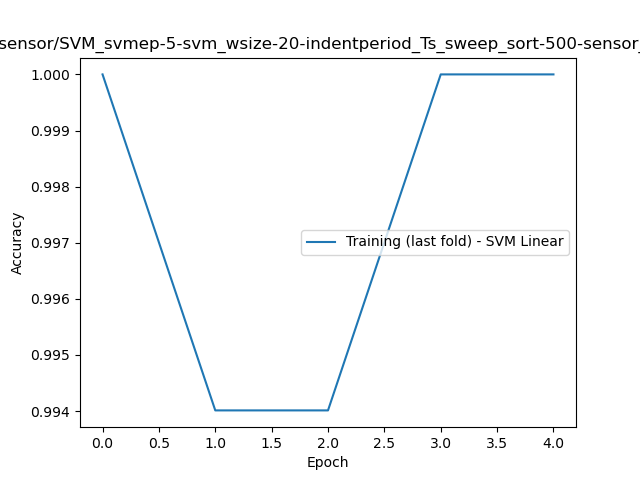 sensor/SVM_svmep-5-svm_wsize-20-indentperiod_Ts_sweep_sort-500-sensor_
1.000
0.999
0.998
0.997
0.996
0.995
0.994
Accuracy
Training (last fold) - SVM Linear
0.0 0.5 1.0 1.5 2.0 2.5 3.0 3.5 4.0
Epoch